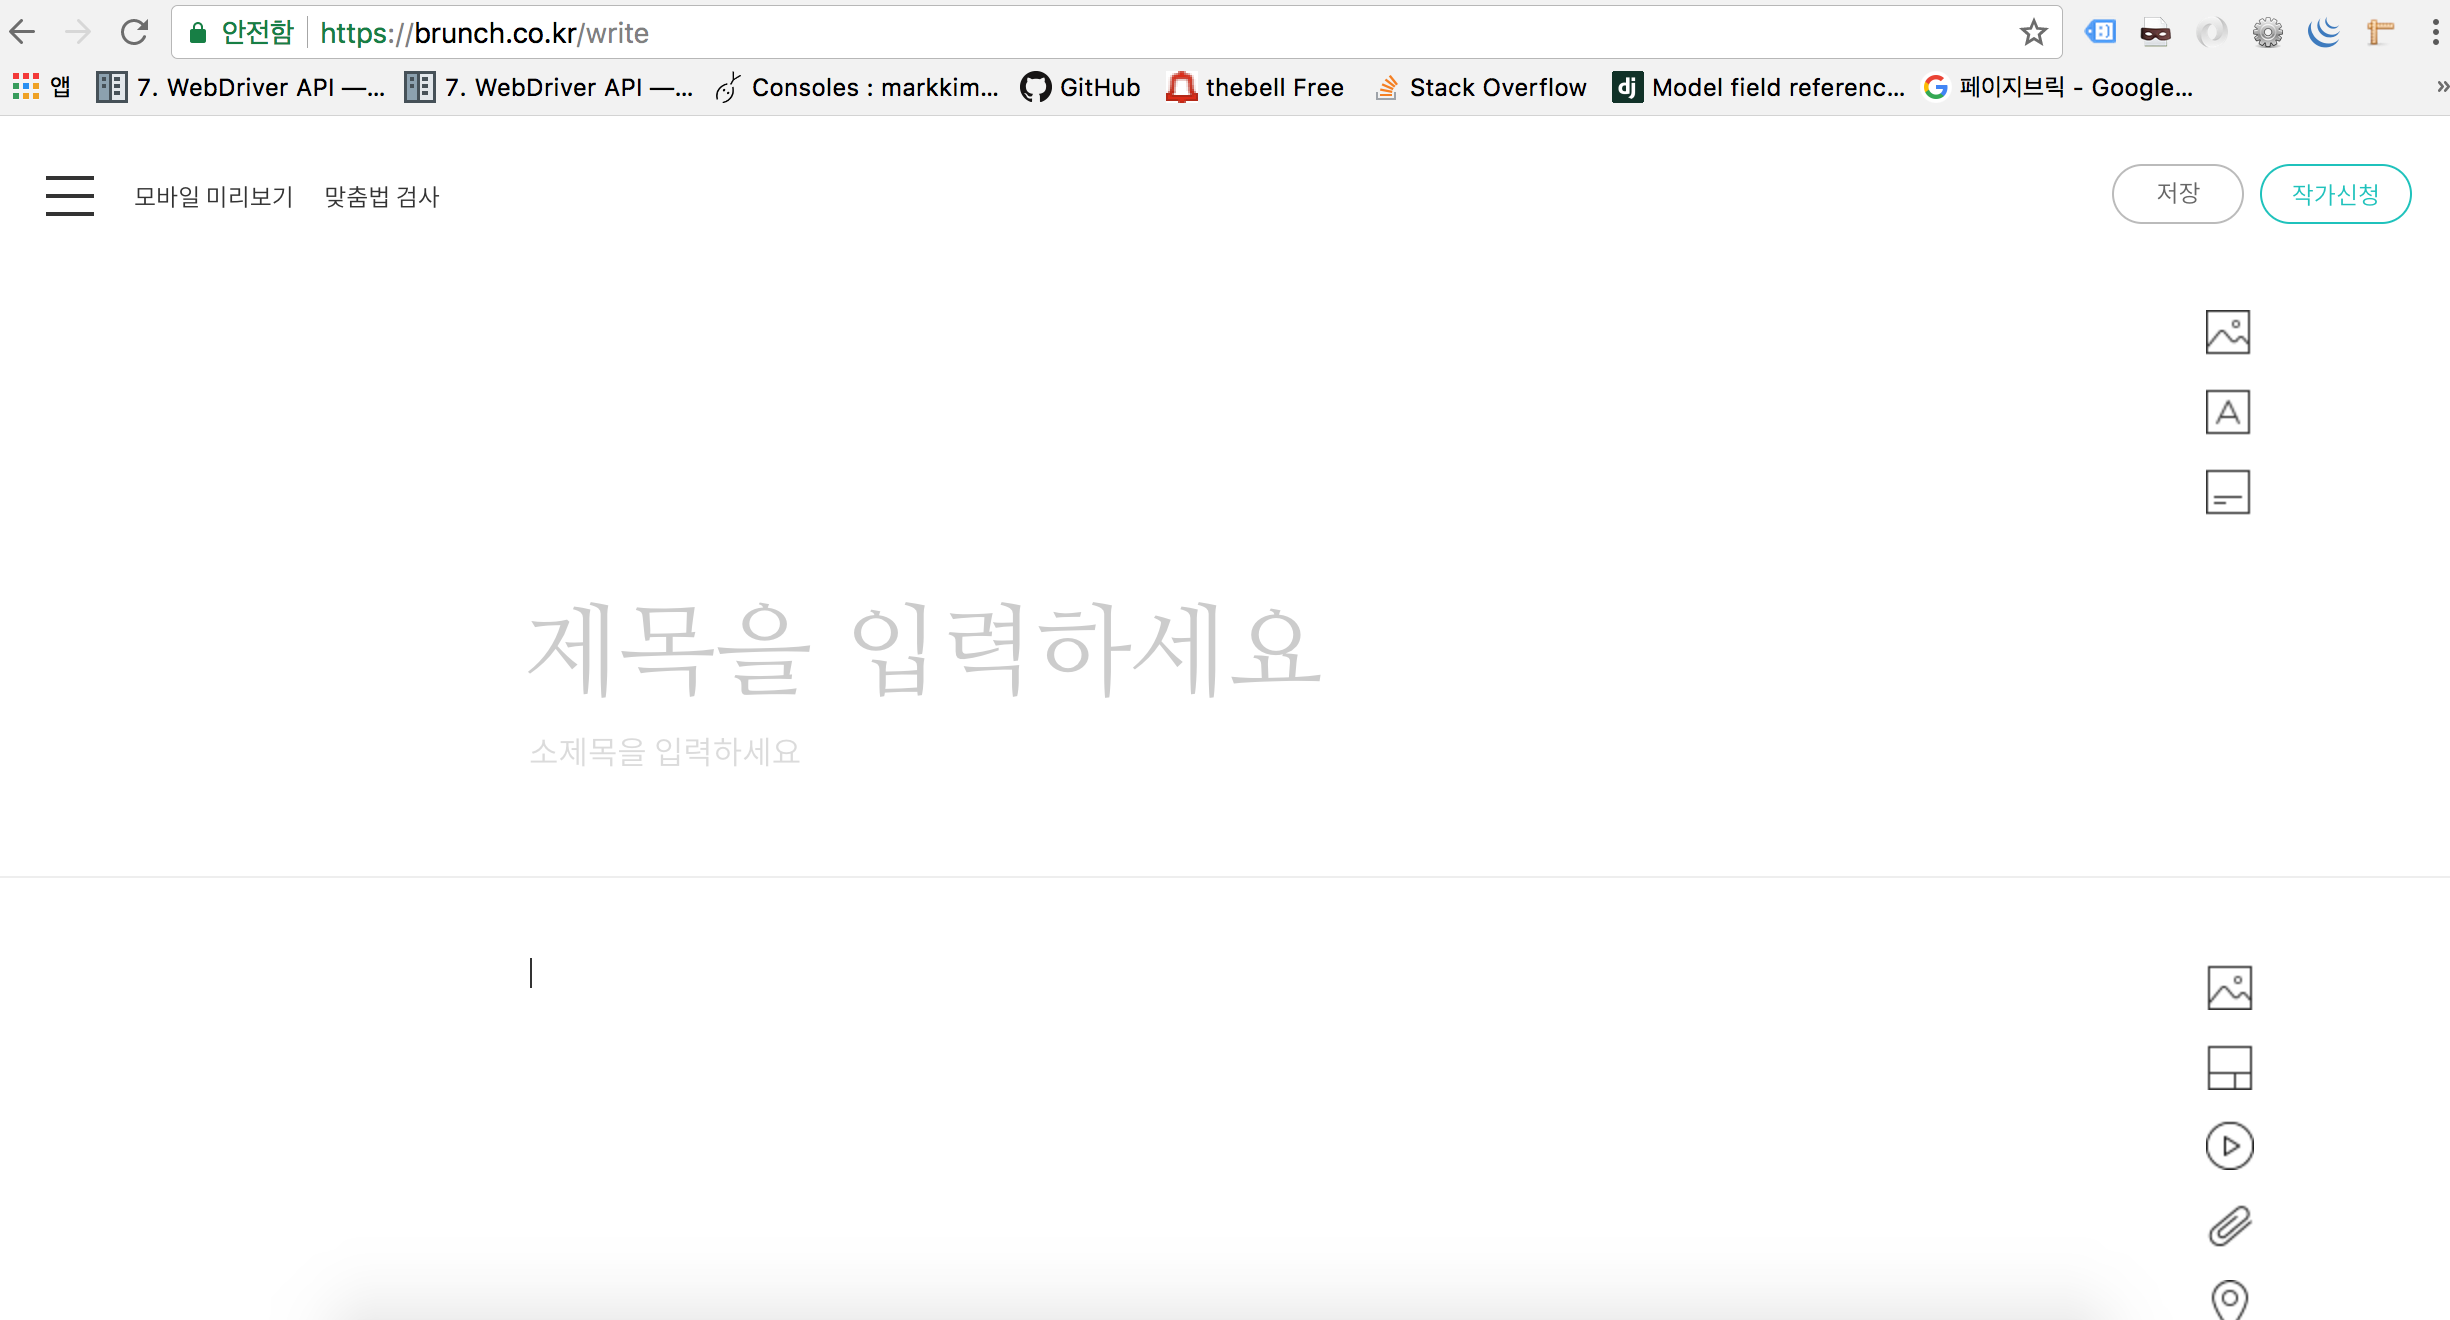 안전함 https://brunch.co.kr/write
앱 7. WebDriver API —... 7. WebDriver API —... Consoles : markkim... GitHub thebell Free Stack Overflow dj Model field referenc... 페이지브릭 - Google... »
모바일 미리보기 맞춤법 검사 저장 작가신청
A
제목을 입력하세요
소제목을 입력하세요